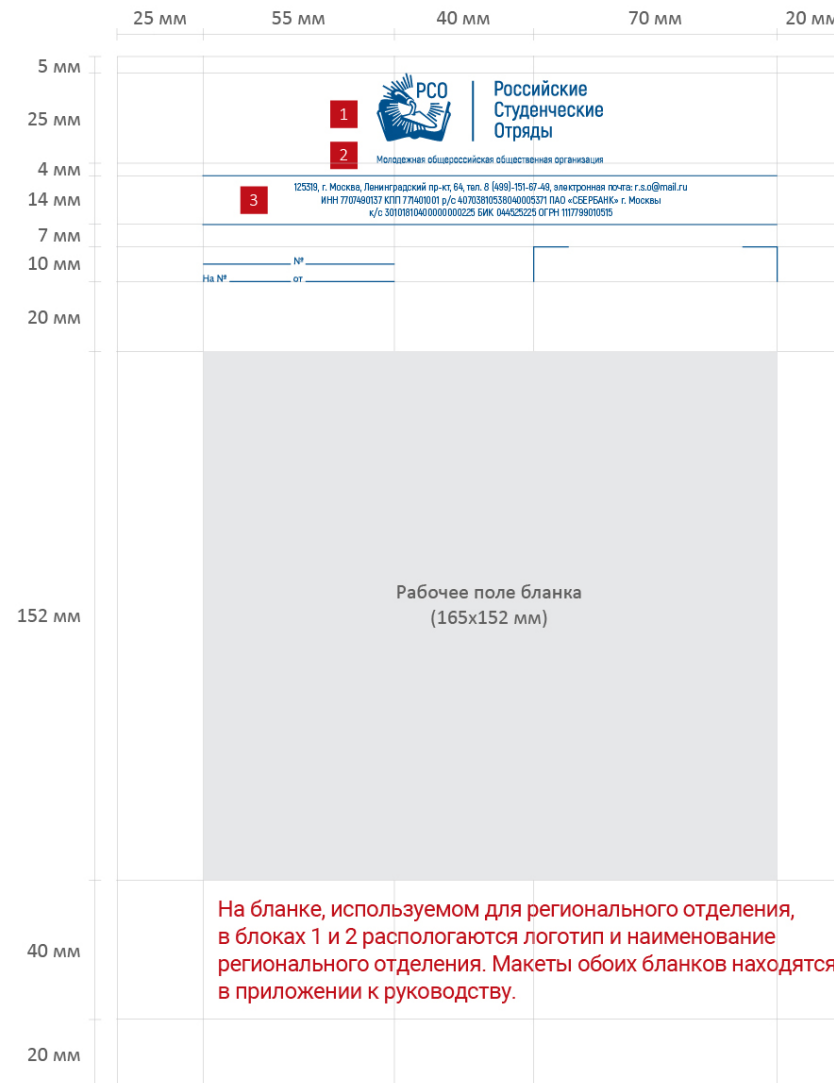 25 мм 55 мм 40 мм 70 мм 20 мм
5 мм
25 мм
4 мм
14 мм
7 мм
10 мм
20 мм
152 мм
40 мм
20 мм
РСО
Российские
Студенческие
Отряды
1
2
Молодежная общероссийская общественная организация
3
125319, г. Москва, Ленинградский пр-кт, 64, тел. 8 (499)-151-67-49, электронная почта: r.s.o@mail.ru
ИНН 7707490137 КПП 771401001 р/с 40703810538040005371 ПАО «СБЕРБАНК» г. Москвы
к/с 30101810400000000225 БИК 044525225 ОГРН 1117799010515
№
На № от
Рабочее поле бланка
(165х152 мм)
На бланке, используемом для регионального отделения,
в блоках 1 и 2 распологаются логотип и наименование
регионального отделения. Макеты обоих бланков находятся
в приложении к руководству.